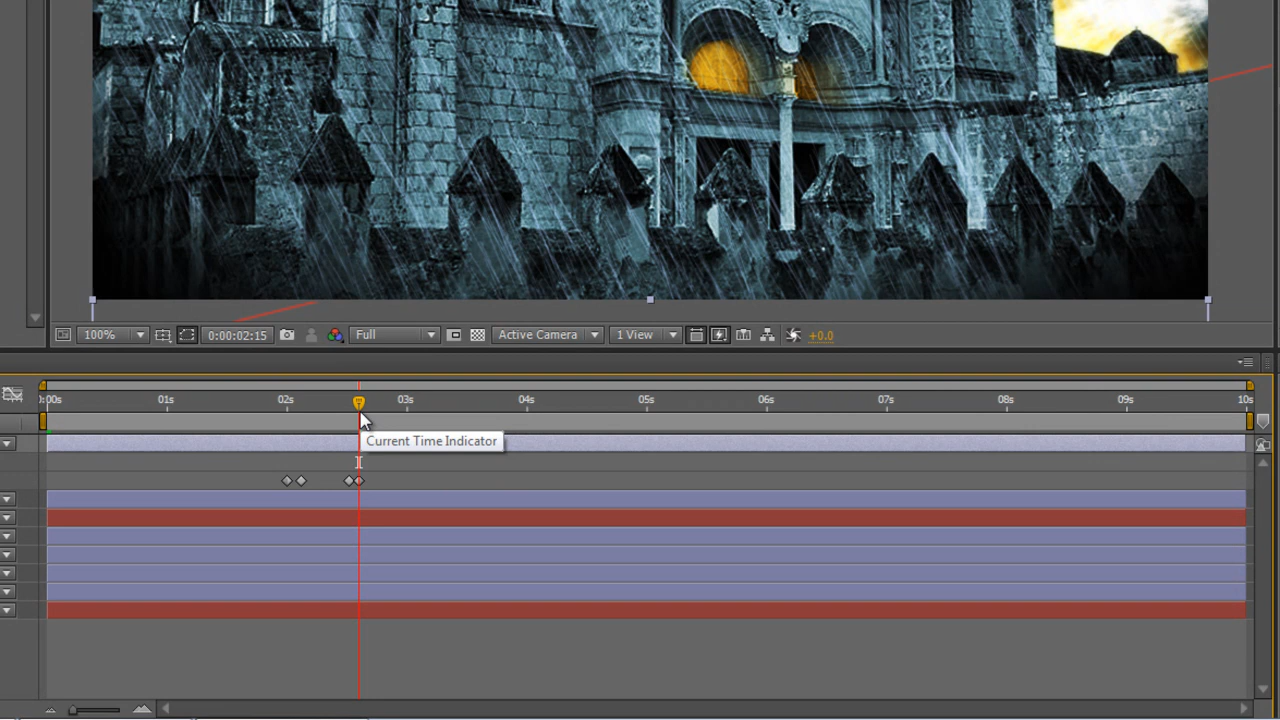 100% 0:00:02:15 Full Active Camera 1 View +0.0
:00s 01s 02s 03s 04s 05s 06s 07s 08s 09s 10s
Current Time Indicator